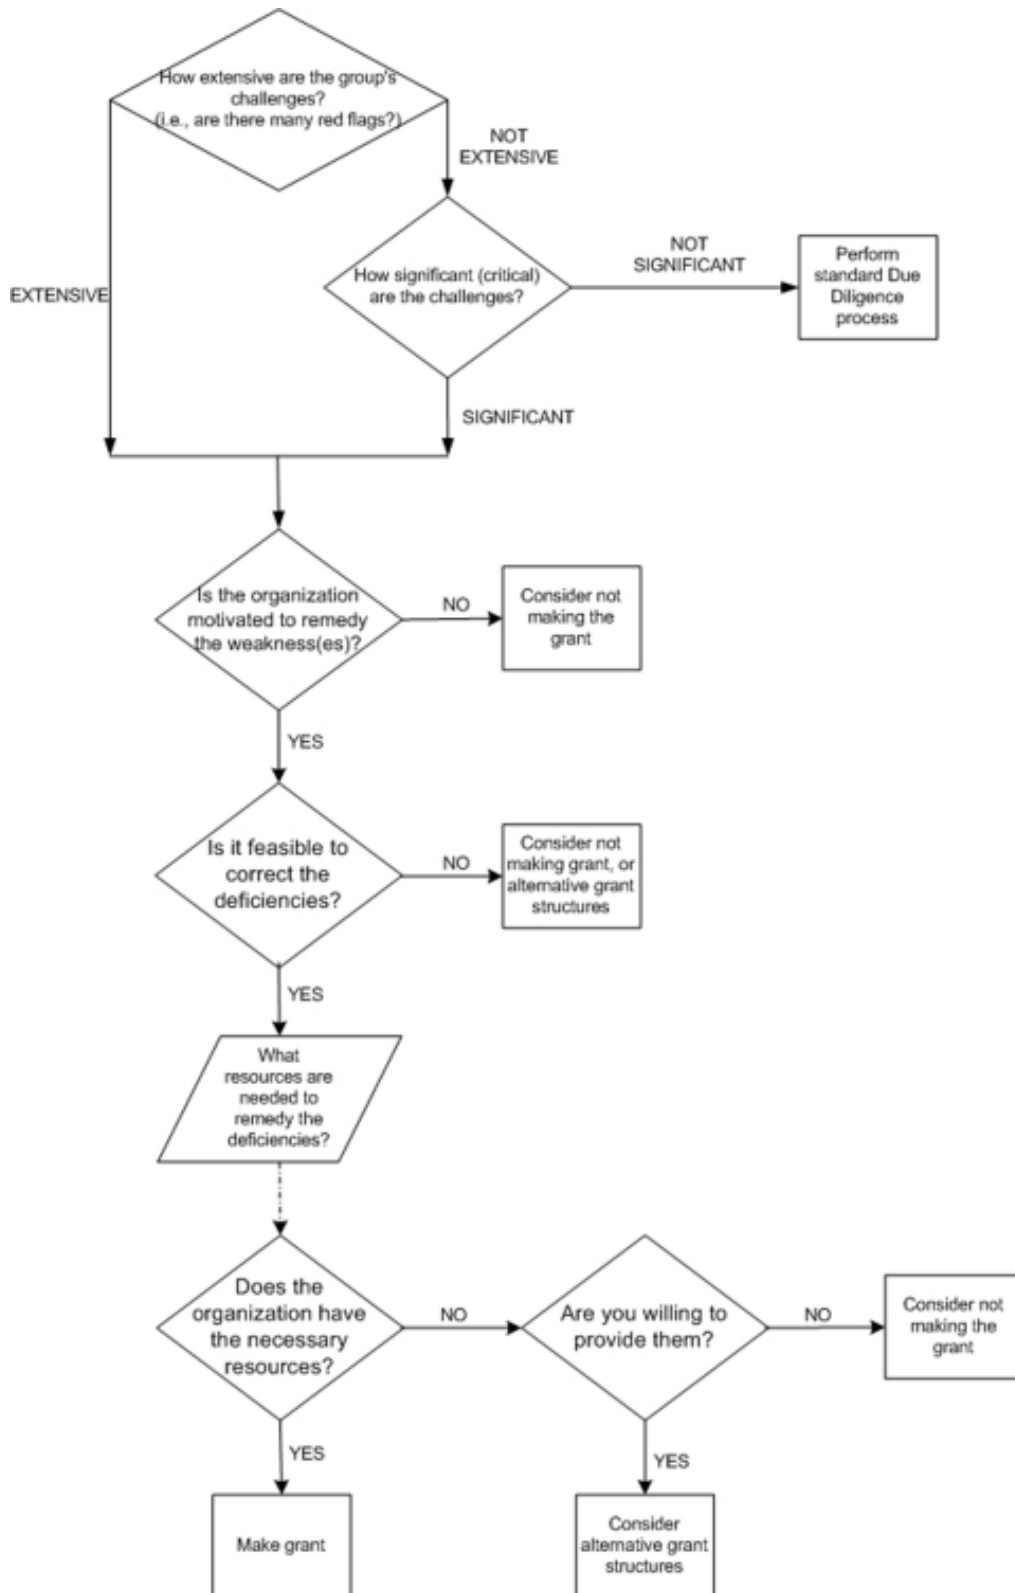 How extensive are the group's
challenges?
(i.e., are there many red flags?)
NOT
EXTENSIVE
EXTENSIVE
How significant (critical)
are the challenges?
NOT
SIGNIFICANT
Perform
standard Due
Diligence
process
SIGNIFICANT
Is the organization
motivated to remedy
the weakness(es)?
NO
Consider not
making the
grant
YES
Is it feasible to
correct the
deficiencies?
NO
Consider not
making grant, or
alternative grant
structures
YES
What
resources are
needed to
remedy the
deficiencies?
Does the
organization have
the necessary
resources?
NO
Are you willing to
provide them?
NO
Consider not
making the
grant
YES
Make grant
YES
Consider
alternative grant
structures